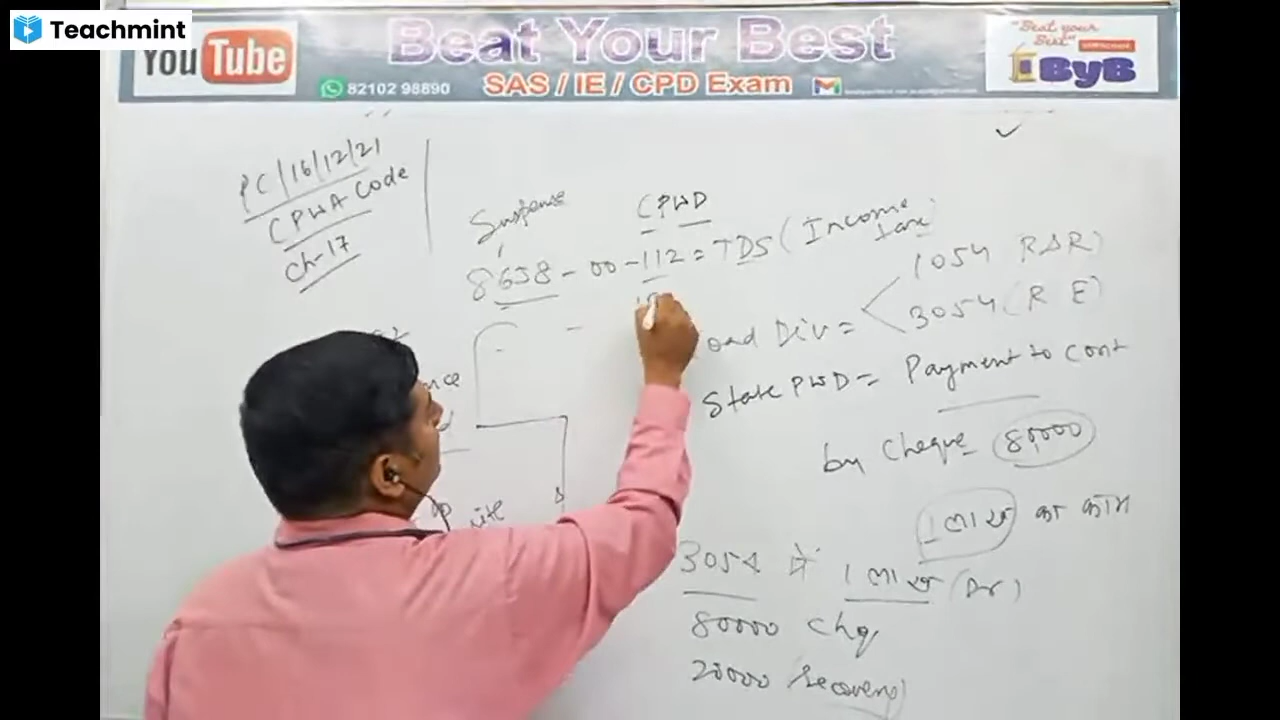 Teachmint
YouTube
Beat Your Best
82102 98890
SAS / IE / CPD Exam
"Beat your Best"
ByB
PC/16/12/21
CPWA Code
Ch-17
Suspense
CPWD
8658 - 00 - 112 = TDS (Income Tax)
Div =
1054
3054 (R E)
State PWD = Payment to Cont
by Cheque 80000
1 लाख का काम
3054 में 1 लाख (Dr)
80000 Chq
20000 Recovery